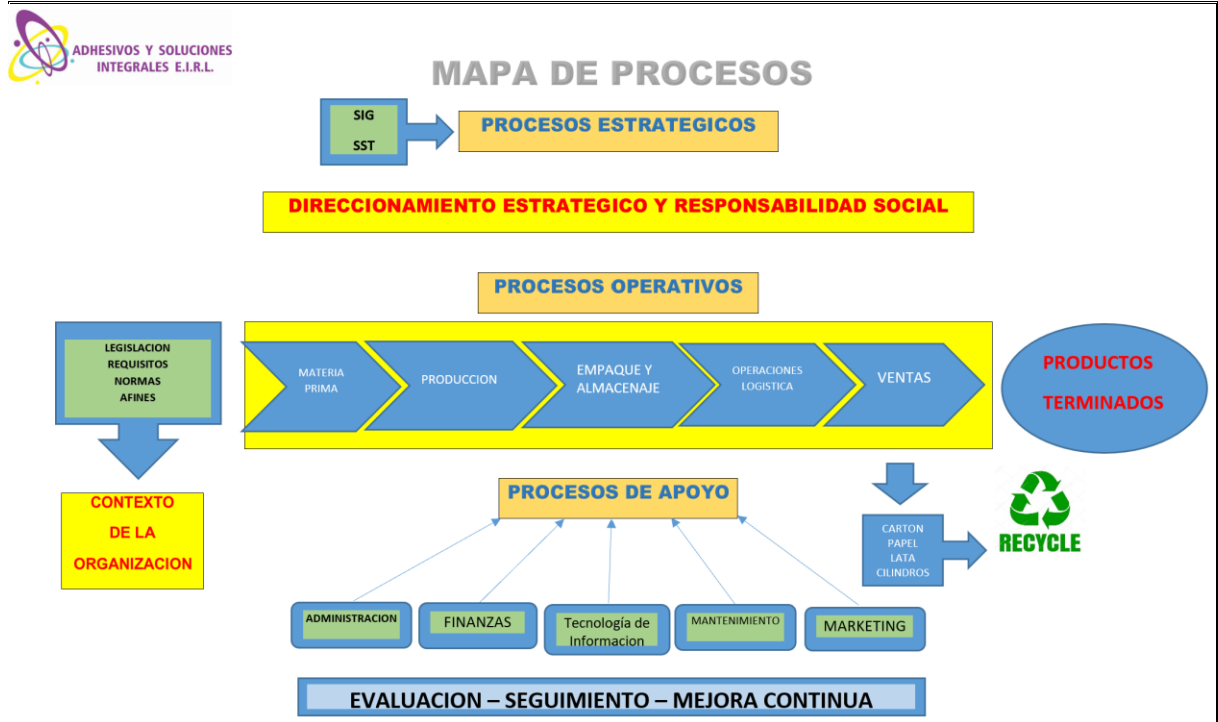 ADHESIVOS Y SOLUCIONES
INTEGRALES E.I.R.L.
MAPA DE PROCESOS
SIG
SST
PROCESOS ESTRATEGICOS
DIRECCIONAMIENTO ESTRATEGICO Y RESPONSABILIDAD SOCIAL
PROCESOS OPERATIVOS
LEGISLACION
REQUISITOS
NORMAS
AFINES
MATERIA
PRIMA
PRODUCCION
EMPAQUE Y
ALMACENAJE
OPERACIONES
LOGISTICA
VENTAS
PRODUCTOS
TERMINADOS
CONTEXTO
DE LA
ORGANIZACION
PROCESOS DE APOYO
CARTON
PAPEL
LATA
CILINDROS
RECYCLE
ADMINISTRACION
FINANZAS
Tecnología de
Informacion
MANTENIMIENTO
MARKETING
EVALUACION – SEGUIMIENTO – MEJORA CONTINUA